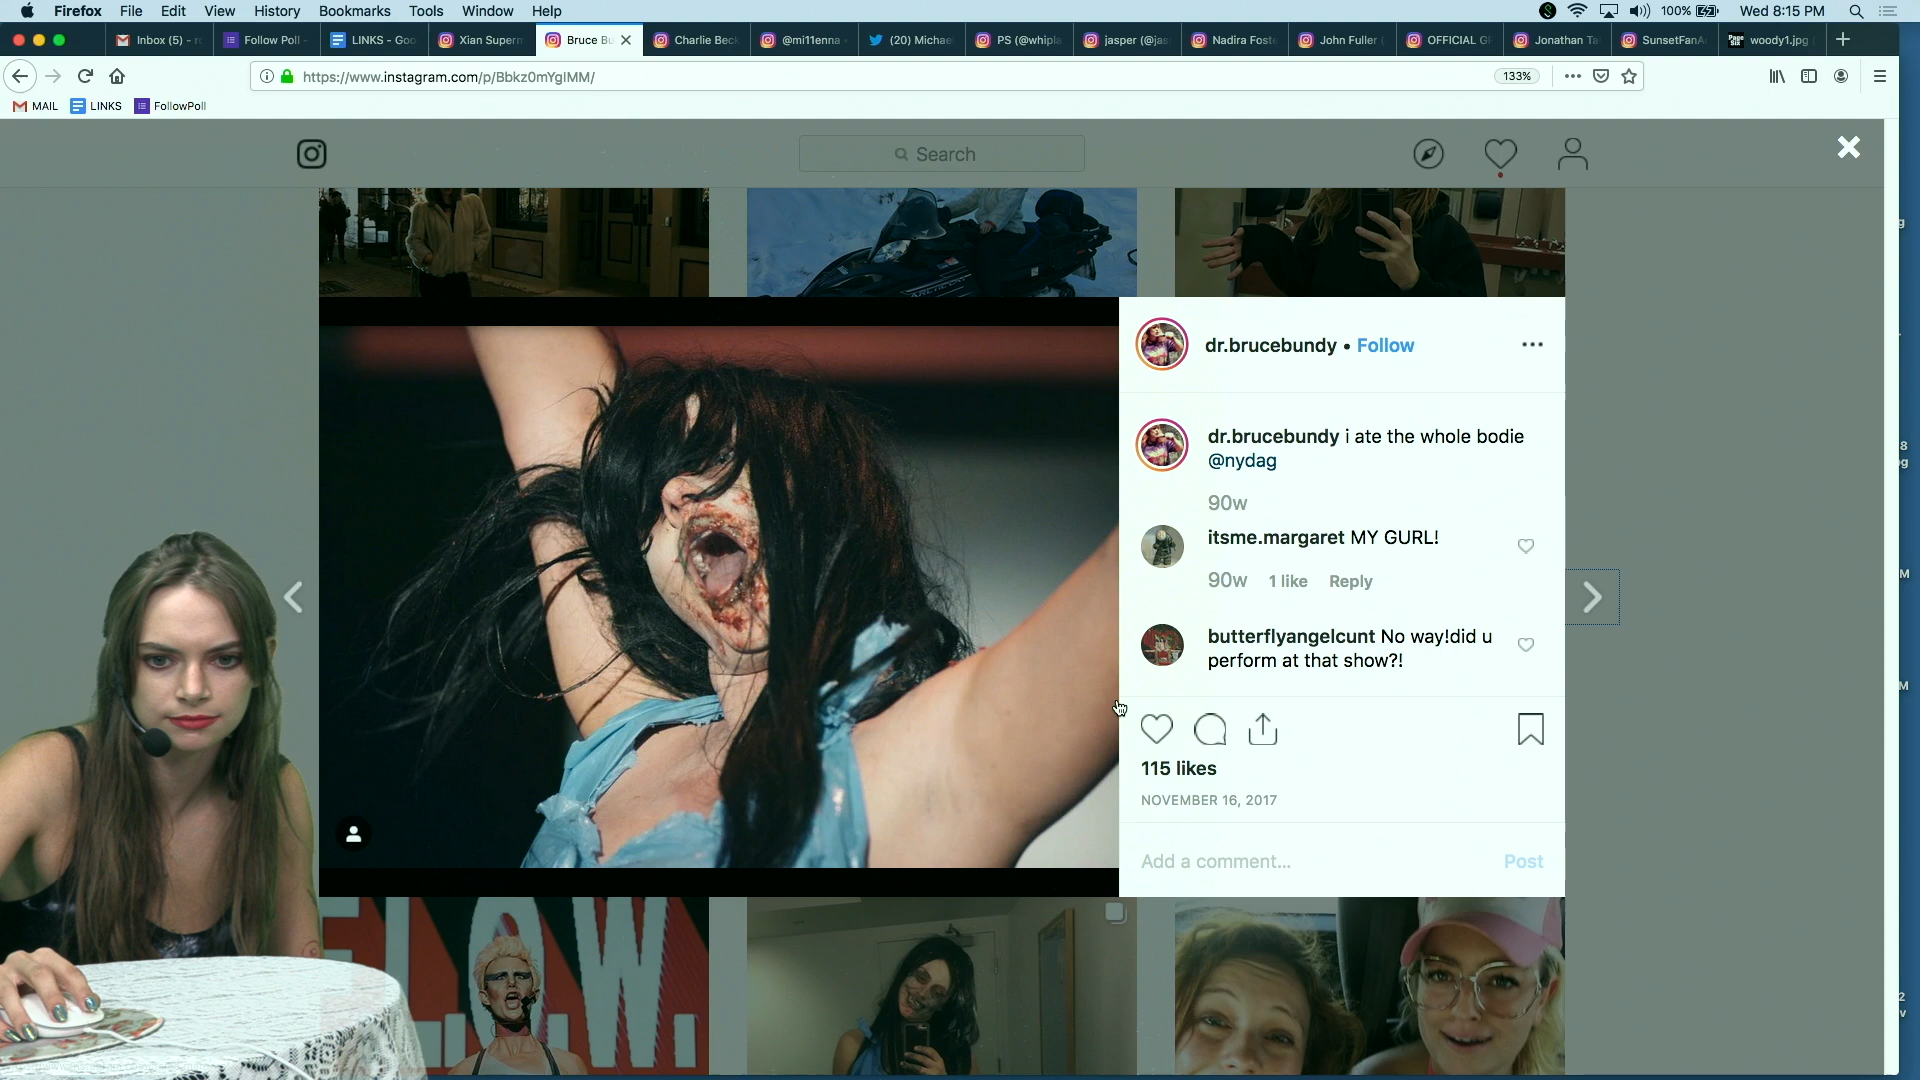 Firefox File Edit View History Bookmarks Tools Window Help
100% Wed 8:15 PM
Inbox (5) - Follow Poll - LINKS - Goo Xian Super Bruce Bu Charlie Beck @mi11enna (20) Michae PS (@whipla jasper (@jas Nadira Foste John Fuller OFFICIAL Jonathan Ta SunsetFanA woody1.jpg
https://www.instagram.com/p/Bbkz0mYglMM/ 133%
MAIL LINKS FollowPoll
Search
dr.brucebundy • Follow
dr.brucebundy i ate the whole bodie
@nydag
90w
itsme.margaret MY GURL!
90w 1 like Reply
butterflyangelcunt No way!did u
perform at that show?!
115 likes
NOVEMBER 16, 2017
Add a comment... Post
ARCTIC CAT
F.L.O.W.